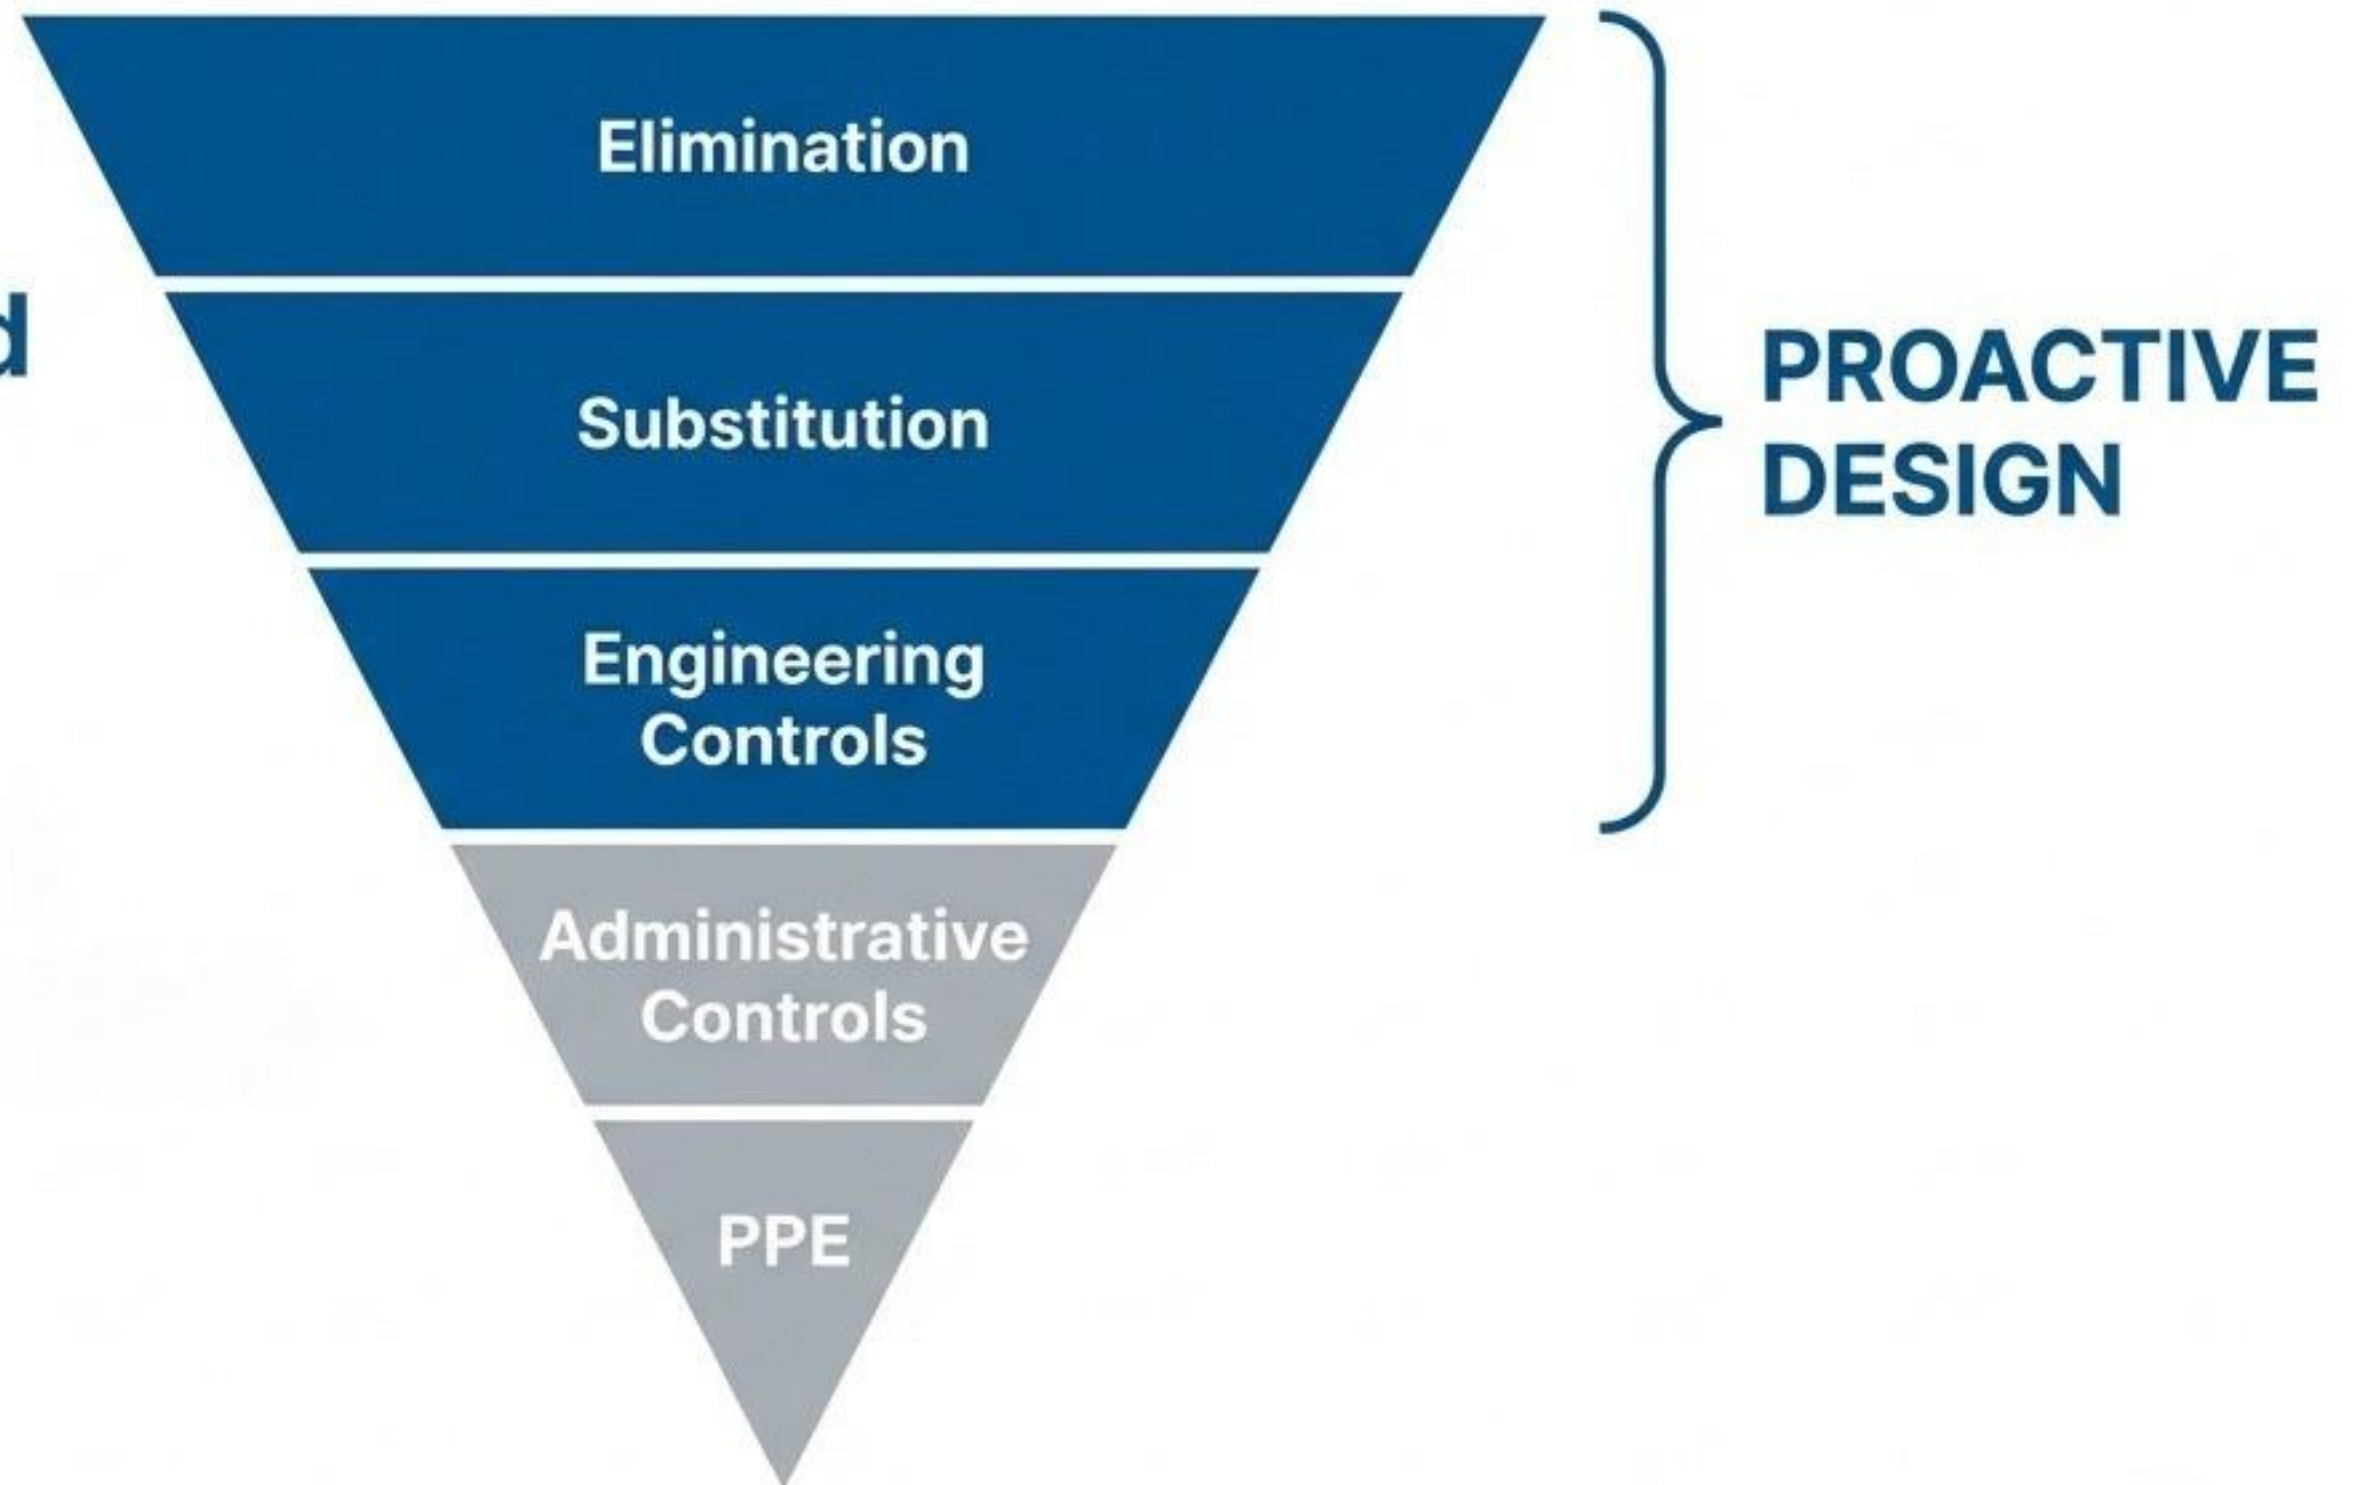 Elimination
Substitution
Engineering
Controls
Administrative
Controls
PPE
PROACTIVE
DESIGN